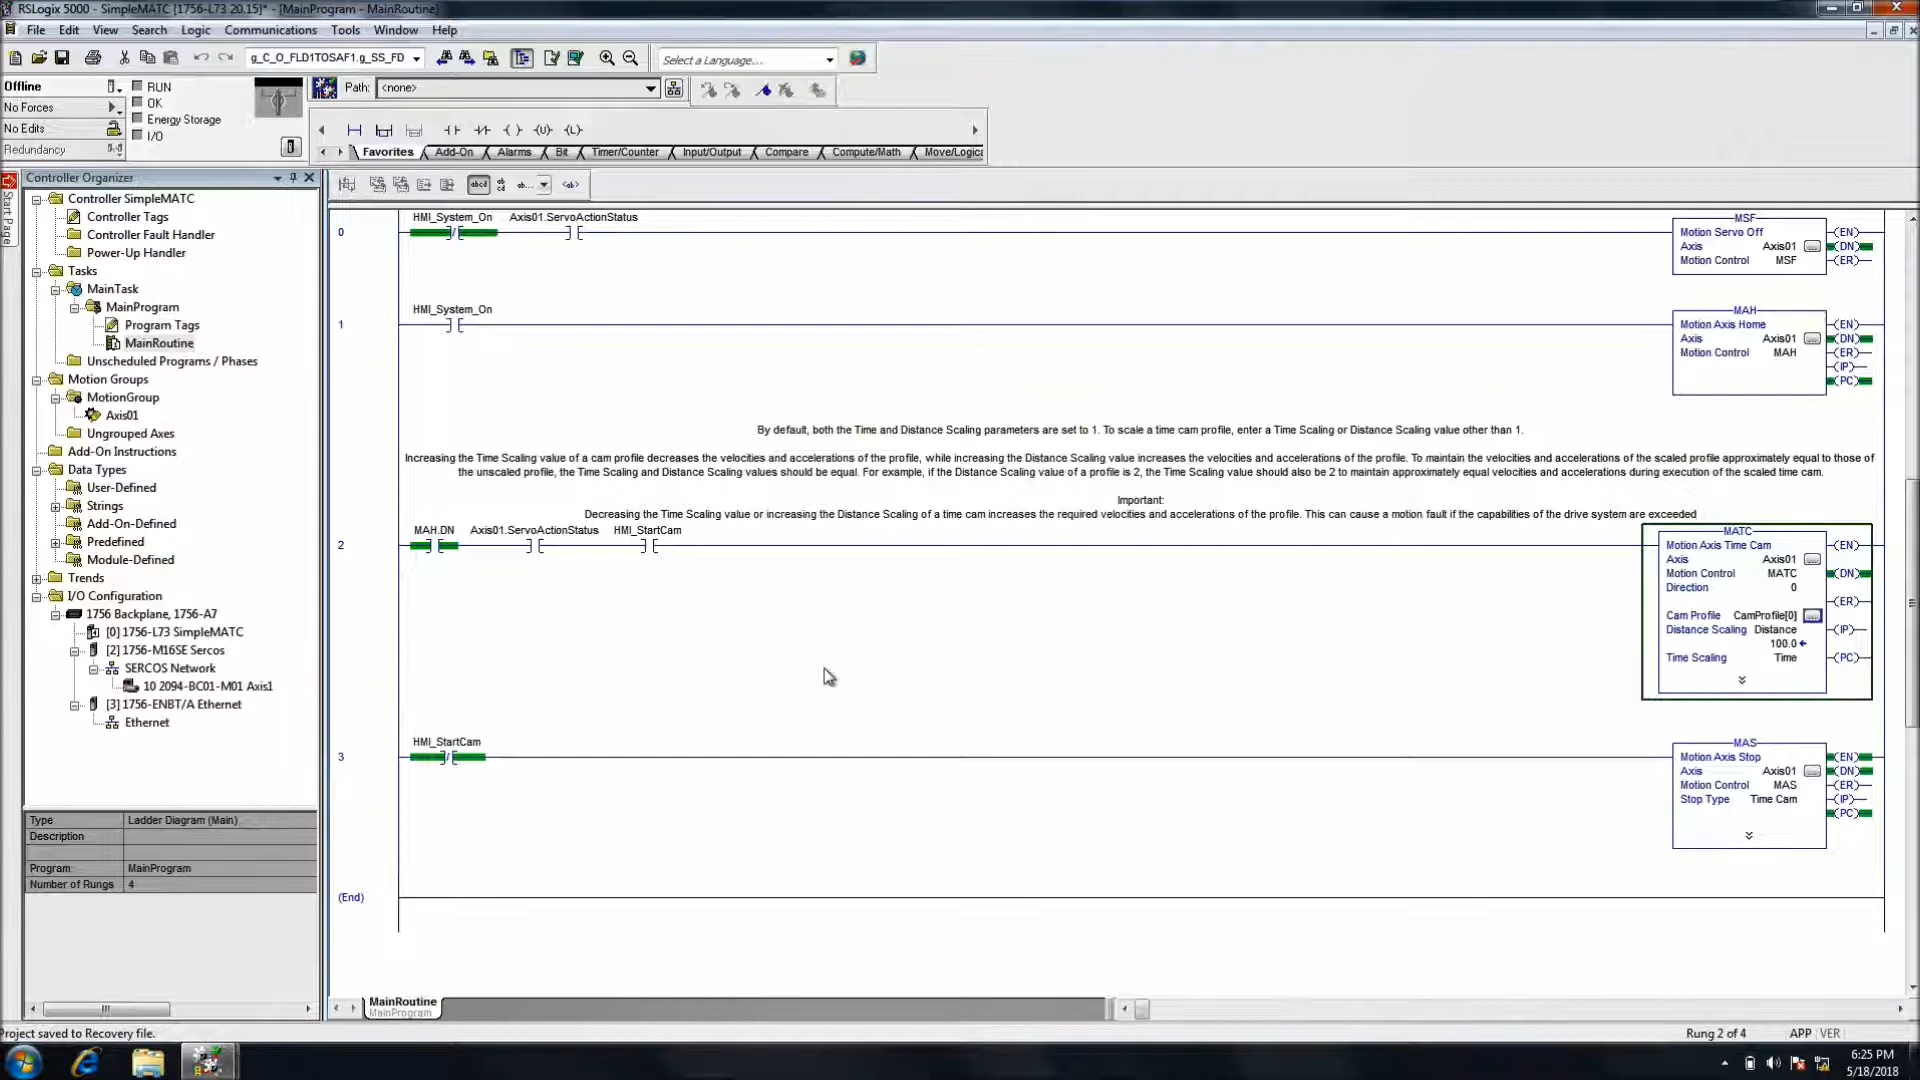 RSLogix 5000 - SimpleMATC [1756-L73 20.15]* - [MainProgram - MainRoutine]
File Edit View Search Logic Communications Tools Window Help
g_C_O_FLD1TOSAF1.g_SS_FD
Select a Language...
Offline
No Forces
No Edits
Redundancy
RUN
OK
Energy Storage
I/O
Path: <none>
Favorites Add-On Alarms Bit Timer/Counter Input/Output Compare Compute/Math Move/Logica
Start Page
Controller Organizer
Controller SimpleMATC
Controller Tags
Controller Fault Handler
Power-Up Handler
Tasks
MainTask
MainProgram
Program Tags
MainRoutine
Unscheduled Programs / Phases
Motion Groups
MotionGroup
Axis01
Ungrouped Axes
Add-On Instructions
Data Types
User-Defined
Strings
Add-On-Defined
Predefined
Module-Defined
Trends
I/O Configuration
1756 Backplane, 1756-A7
[0] 1756-L73 SimpleMATC
[2] 1756-M16SE Sercos
SERCOS Network
10 2094-BC01-M01 Axis1
[3] 1756-ENBT/A Ethernet
Ethernet
Type Ladder Diagram (Main)
Description
Program: MainProgram
Number of Rungs 4
abcd ab cd ab... <ab>
HMI_System_On Axis01.ServoActionStatus
0
MSF
Motion Servo Off
Axis Axis01 ...
Motion Control MSF
EN
DN
ER
HMI_System_On
1
MAH
Motion Axis Home
Axis Axis01 ...
Motion Control MAH
EN
DN
ER
IP
PC
By default, both the Time and Distance Scaling parameters are set to 1. To scale a time cam profile, enter a Time Scaling or Distance Scaling value other than 1.
Increasing the Time Scaling value of a cam profile decreases the velocities and accelerations of the profile, while increasing the Distance Scaling value increases the velocities and accelerations of the profile. To maintain the velocities and accelerations of the scaled profile approximately equal to those of
the unscaled profile, the Time Scaling and Distance Scaling values should be equal. For example, if the Distance Scaling value of a profile is 2, the Time Scaling value should also be 2 to maintain approximately equal velocities and accelerations during execution of the scaled time cam.
Important:
Decreasing the Time Scaling value or increasing the Distance Scaling of a time cam increases the required velocities and accelerations of the profile. This can cause a motion fault if the capabilities of the drive system are exceeded
MAH.DN Axis01.ServoActionStatus HMI_StartCam
2
MATC
Motion Axis Time Cam
Axis Axis01 ...
Motion Control MATC
Direction 0
Cam Profile CamProfile[0] ...
Distance Scaling Distance
100.0
Time Scaling Time
EN
DN
ER
IP
PC
HMI_StartCam
3
MAS
Motion Axis Stop
Axis Axis01 ...
Motion Control MAS
Stop Type Time Cam
EN
DN
ER
IP
PC
(End)
MainRoutine
MainProgram
Project saved to Recovery file.
Rung 2 of 4 APP VER
6:25 PM
5/18/2018